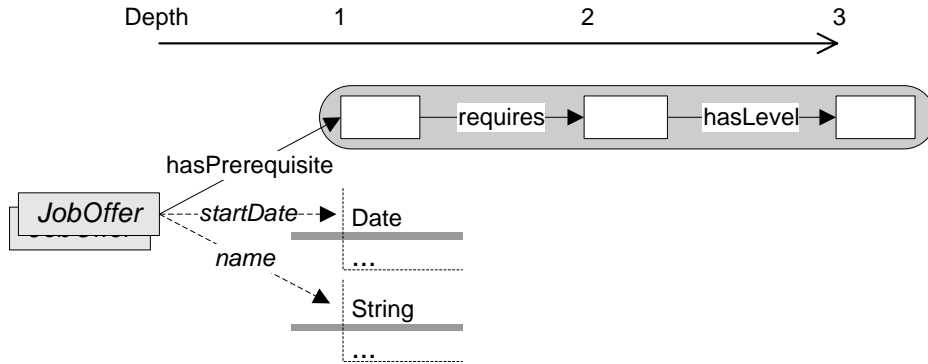 Depth 1 2 3
requires hasLevel
hasPrerequisite
JobOffer
startDate Date
...
name
String
...